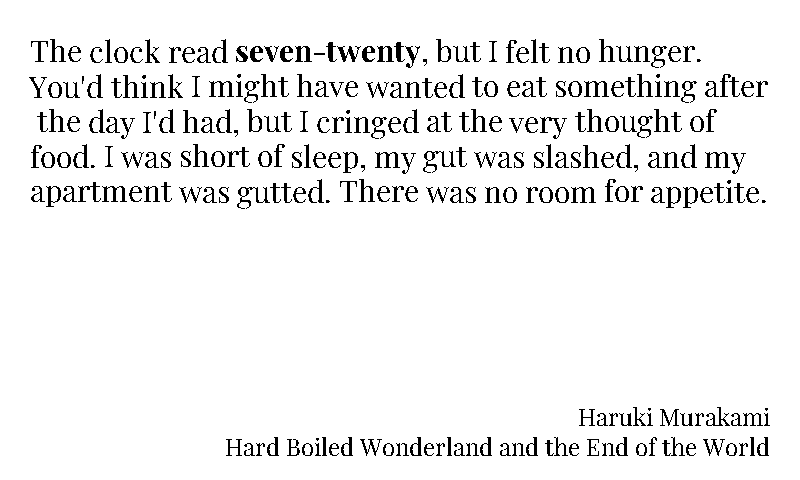 The clock read seven-twenty, but I felt no hunger.
You'd think I might have wanted to eat something after
the day I'd had, but I cringed at the very thought of
food. I was short of sleep, my gut was slashed, and my
apartment was gutted. There was no room for appetite.
Haruki Murakami
Hard Boiled Wonderland and the End of the World